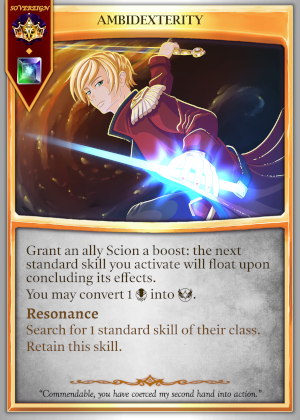 SOVEREIGN
AMBIDEXTERITY
Grant an ally Scion a boost: the next
standard skill you activate will float upon
concluding its effects.
You may convert 1 into .
Resonance
Search for 1 standard skill of their class.
Retain this skill.
"Commendable, you have coerced my second hand into action."